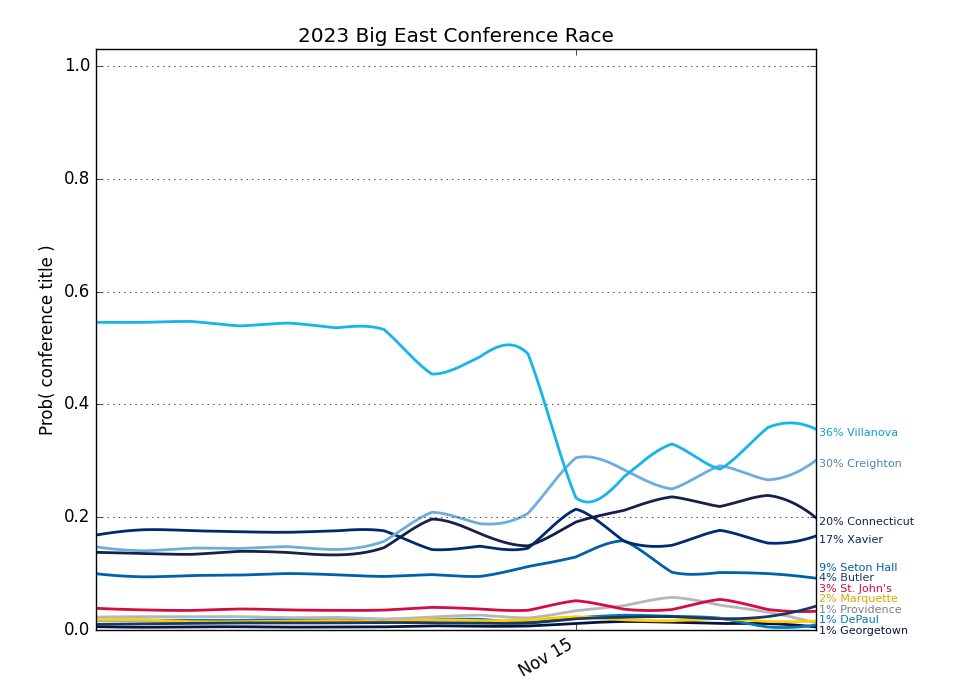 2023 Big East Conference Race
Prob( conference title )
1.0
0.8
0.6
0.4
0.2
0.0
Nov 15
36% Villanova
30% Creighton
20% Connecticut
17% Xavier
9% Seton Hall
4% Butler
3% St. John's
2% Marquette
1% Providence
1% DePaul
1% Georgetown